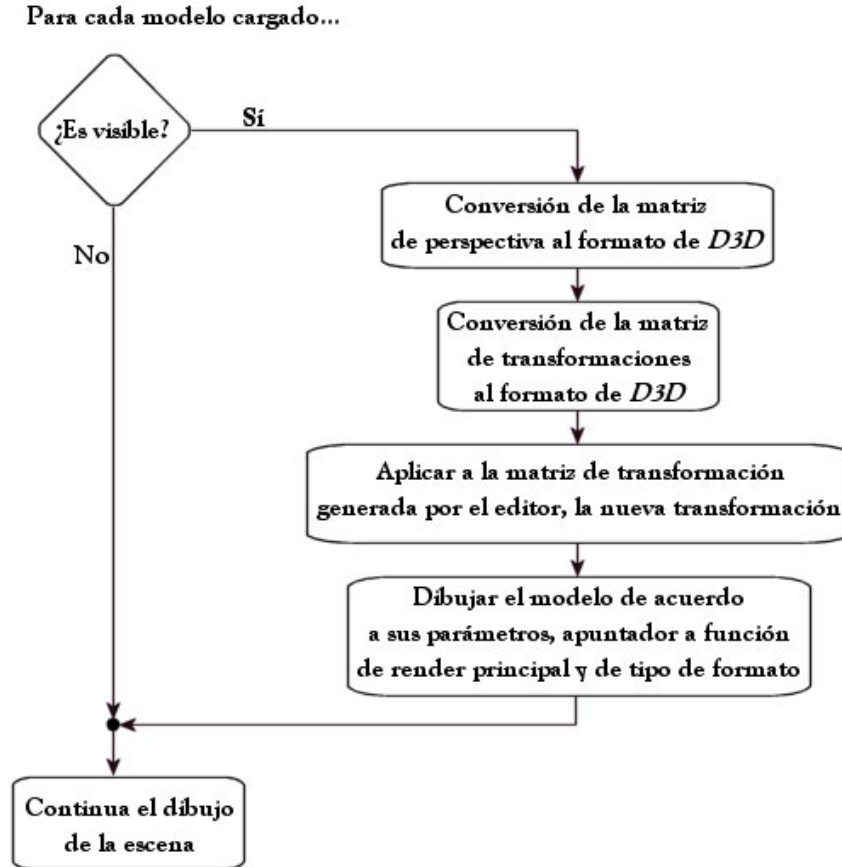 Para cada modelo cargado...
¿Es visible?
Sí
No
Conversión de la matriz
de perspectiva al formato de D3D
Conversión de la matriz
de transformaciones
al formato de D3D
Aplicar a la matriz de transformación
generada por el editor, la nueva transformación
Dibujar el modelo de acuerdo
a sus parámetros, apuntador a función
de render principal y de tipo de formato
Continua el dibujo
de la escena